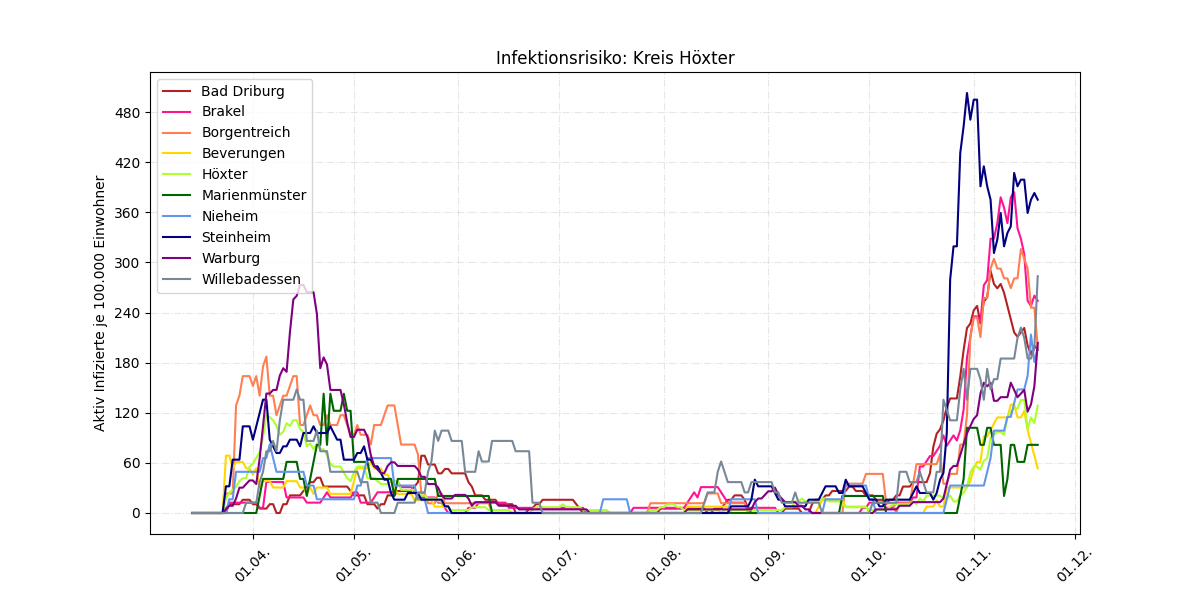 Infektionsrisiko: Kreis Höxter
Aktiv Infizierte je 100.000 Einwohner
480
420
360
300
240
180
120
60
0
Bad Driburg
Brakel
Borgentreich
Beverungen
Höxter
Marienmünster
Nieheim
Steinheim
Warburg
Willebadessen
01.04.
01.05.
01.06.
01.07.
01.08.
01.09.
01.10.
01.11.
01.12.